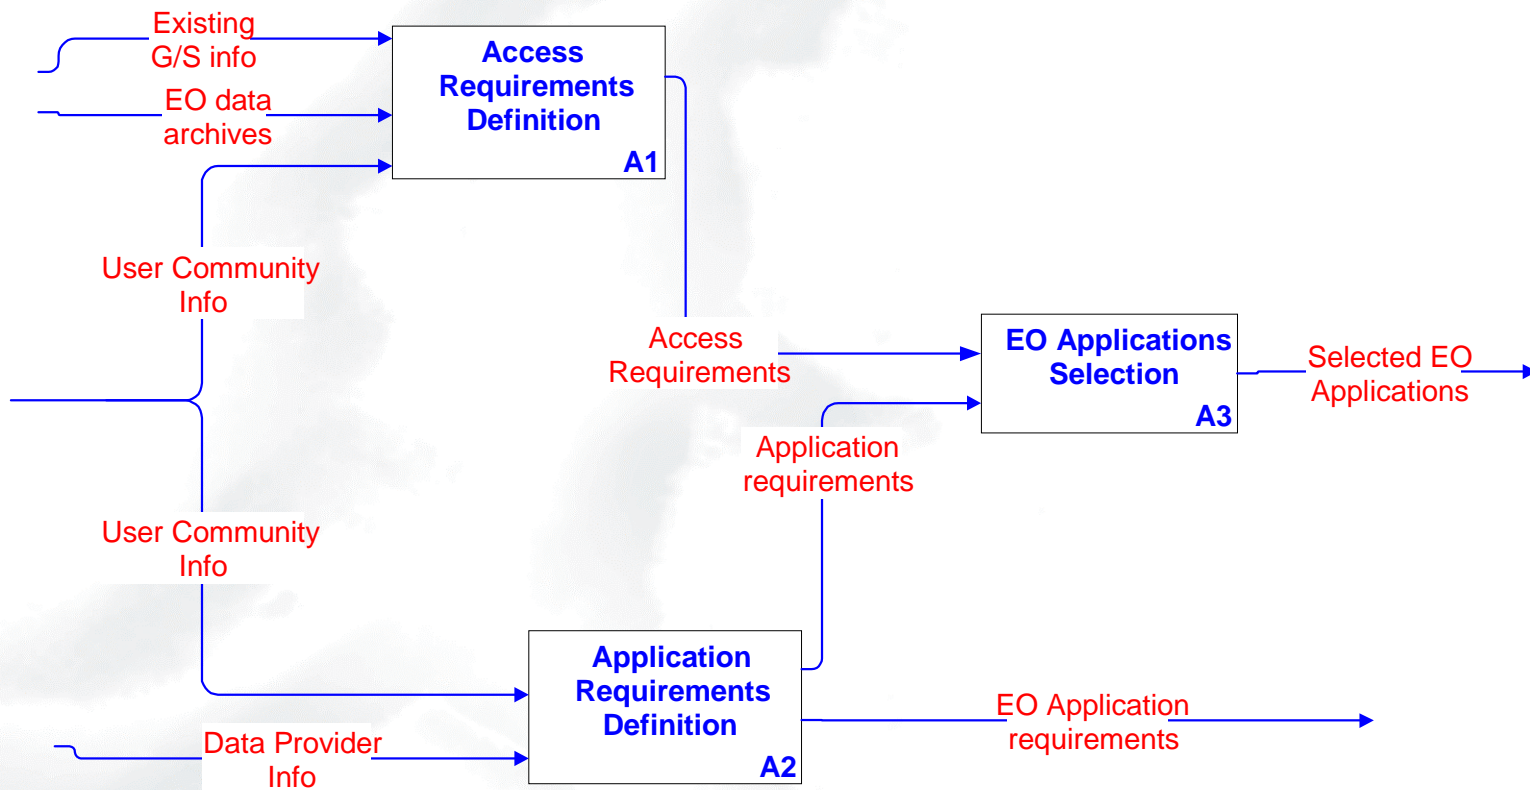 Existing
G/S info
EO data
archives
Access
Requirements
Definition
A1
User Community
Info
Access
Requirements
EO Applications
Selection
A3
Selected EO
Applications
Application
requirements
User Community
Info
Application
Requirements
Definition
A2
EO Application
requirements
Data Provider
Info